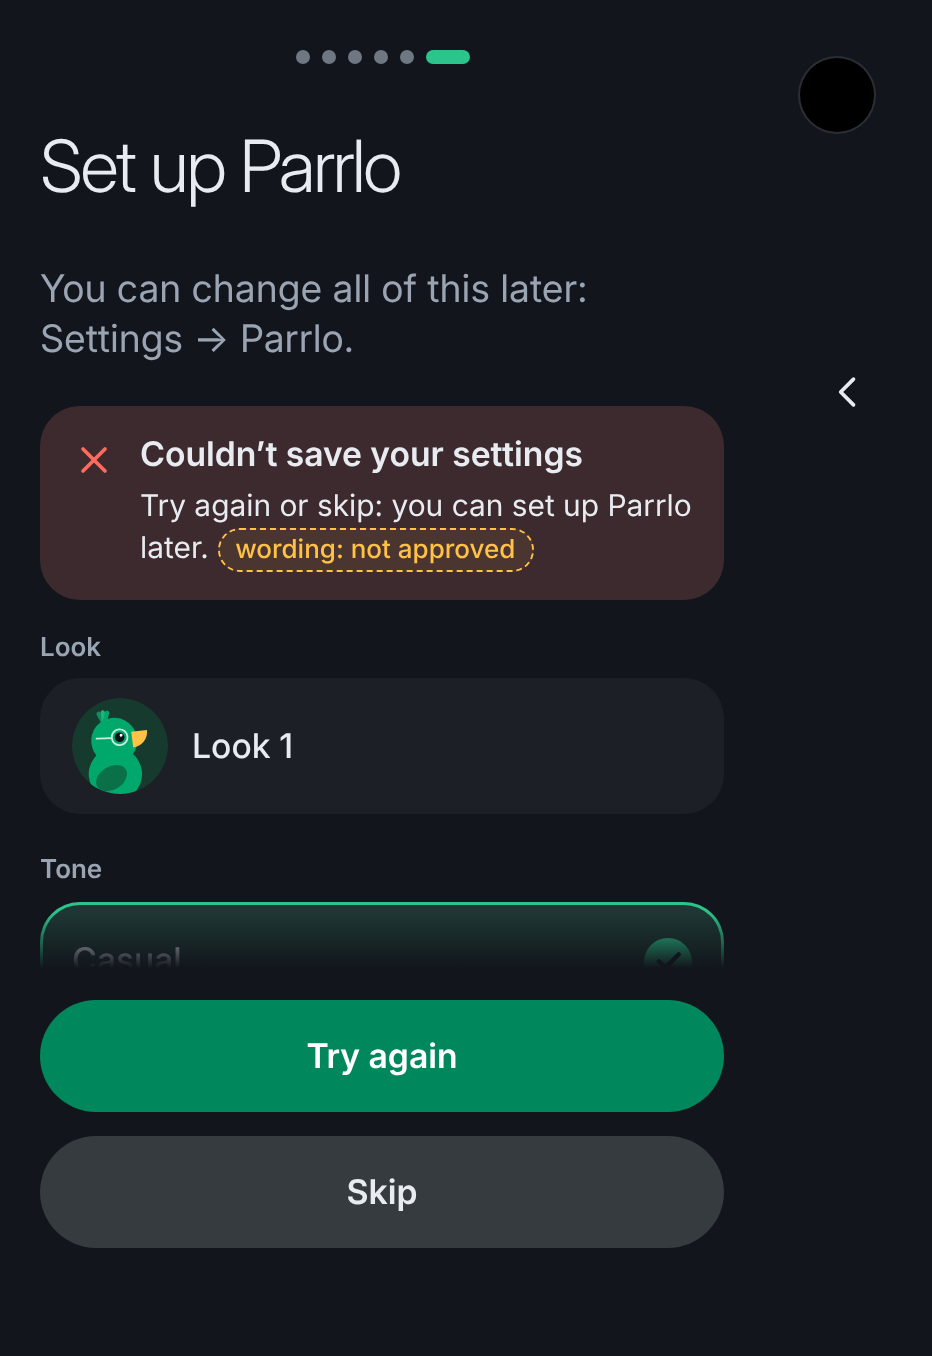 Set up Parrlo
You can change all of this later:
Settings → Parrlo.
Couldn’t save your settings
Try again or skip: you can set up Parrlo
later. wording: not approved
Look
Look 1
Tone
Casual
Try again
Skip